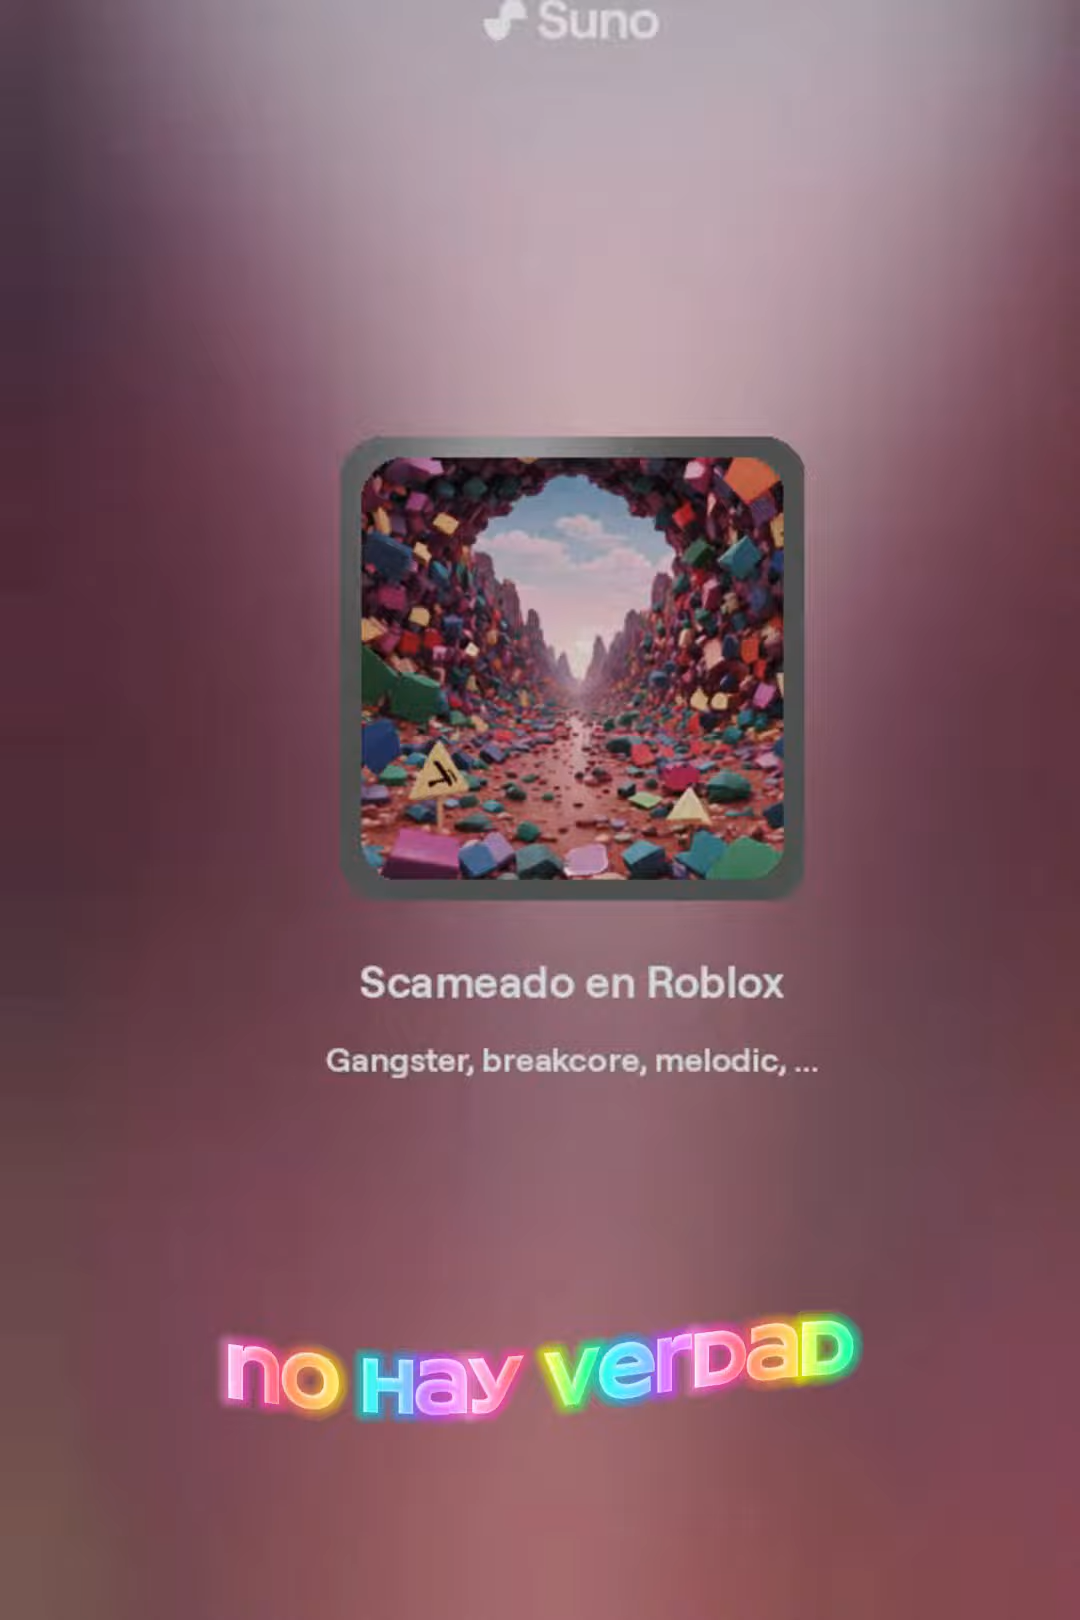 Suno
Scameado en Roblox
Gangster, breakcore, melodic, ...
no Hay verdad